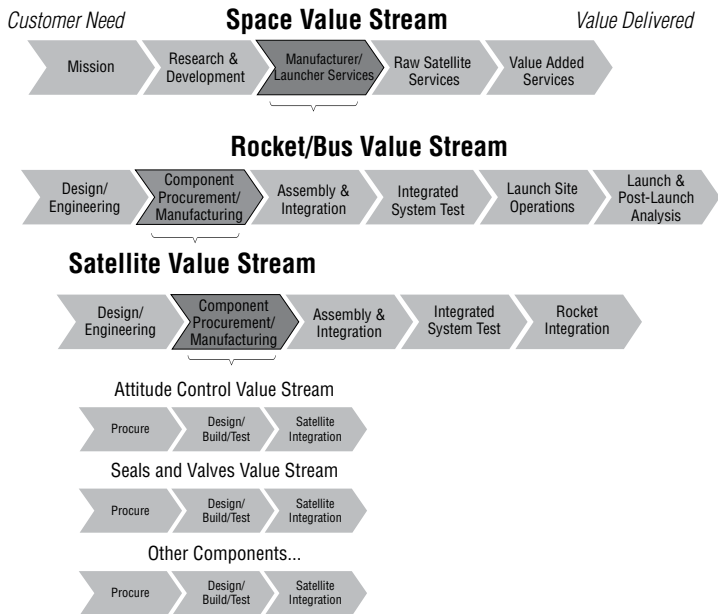 Customer Need
Space Value Stream
Value Delivered
Mission
Research &
Development
Manufacturer/
Launcher Services
Raw Satellite
Services
Value Added
Services
Rocket/Bus Value Stream
Design/
Engineering
Component
Procurement/
Manufacturing
Assembly &
Integration
Integrated
System Test
Launch Site
Operations
Launch &
Post-Launch
Analysis
Satellite Value Stream
Design/
Engineering
Component
Procurement/
Manufacturing
Assembly &
Integration
Integrated
System Test
Rocket
Integration
Attitude Control Value Stream
Procure
Design/
Build/Test
Satellite
Integration
Seals and Valves Value Stream
Procure
Design/
Build/Test
Satellite
Integration
Other Components...
Procure
Design/
Build/Test
Satellite
Integration